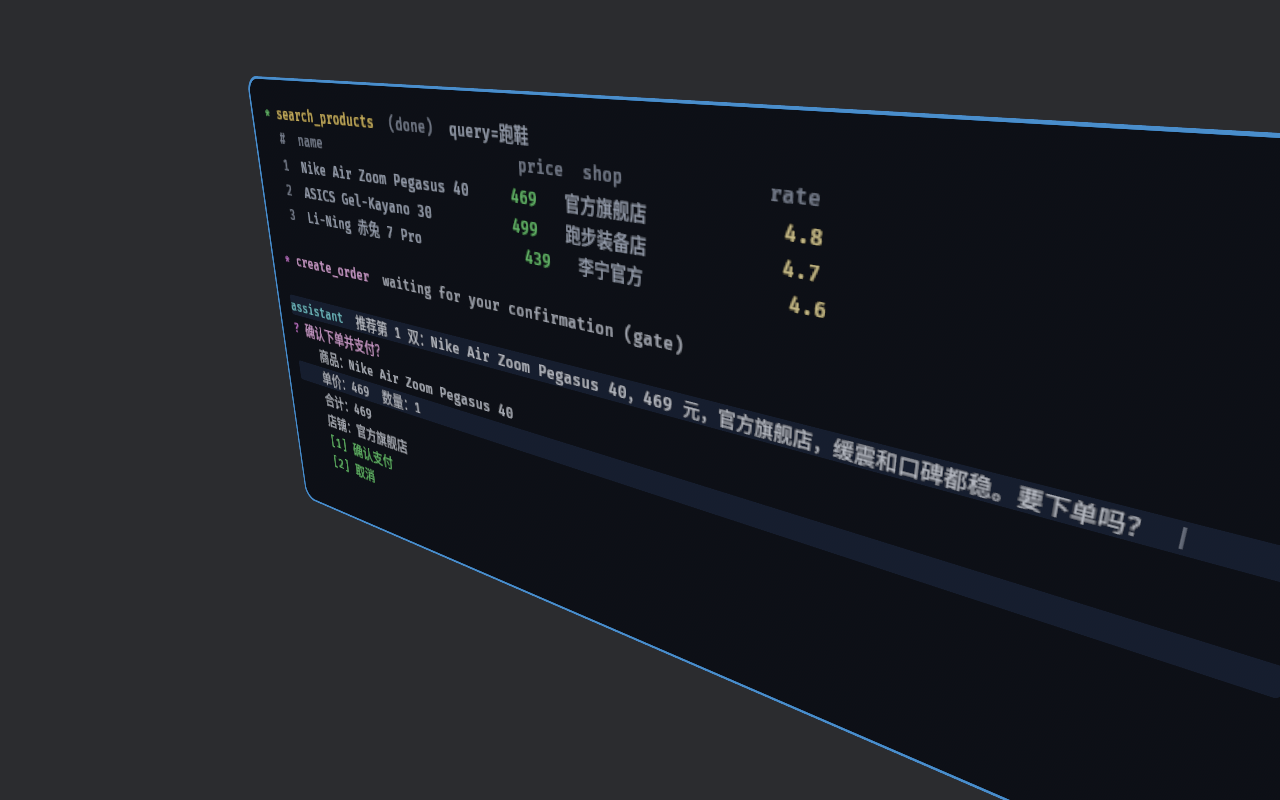 * search_products (done) query=跑鞋
# name price shop rate
1 Nike Air Zoom Pegasus 40 469 官方旗舰店 4.8
2 ASICS Gel-Kayano 30 499 跑步装备店 4.7
3 Li-Ning 赤兔 7 Pro 439 李宁官方 4.6
* create_order waiting for your confirmation (gate)
assistant 推荐第 1 双: Nike Air Zoom Pegasus 40, 469 元, 官方旗舰店, 缓震和口碑都稳。要下单吗? |
? 确认下单并支付?
商品: Nike Air Zoom Pegasus 40
单价: 469 数量: 1
合计: 469
店铺: 官方旗舰店
[1] 确认支付
[2] 取消